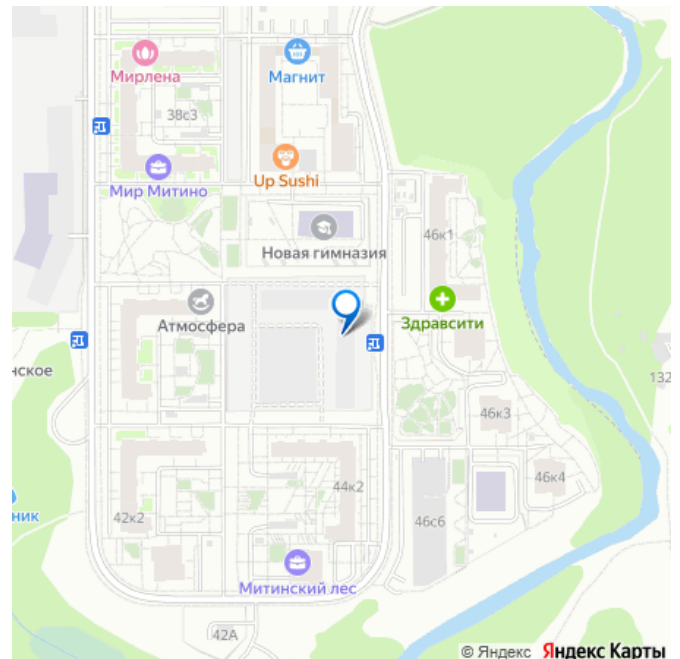 Мирлена
Магнит
38с3
Мир Митино
Up Sushi
46к1
Новая гимназия
Атмосфера
Здравсити
нское
132
46к3
44к2
46к4
42к2
46с6
ник
Митинский лес
42А
© Яндекс Яндекс Карты